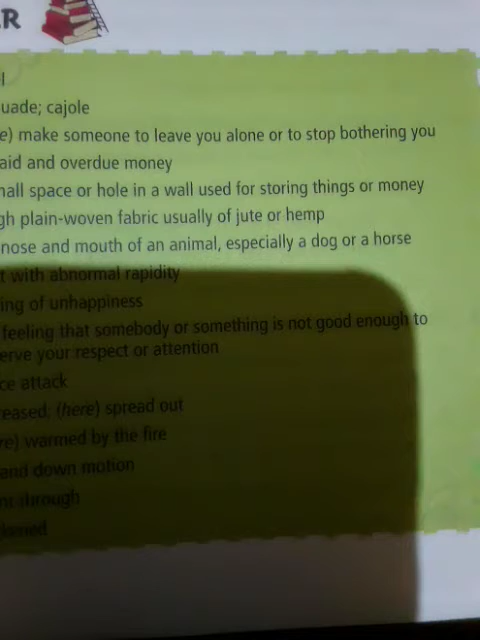 R
uade; cajole
e) make someone to leave you alone or to stop bothering you
aid and overdue money
nall space or hole in a wall used for storing things or money
gh plain-woven fabric usually of jute or hemp
nose and mouth of an animal, especially a dog or a horse
t with abnormal rapidity
ing of unhappiness
feeling that somebody or something is not good enough to
erve your respect or attention
ce attack
reased; (here) spread out
re) warmed by the fire
and down motion
through